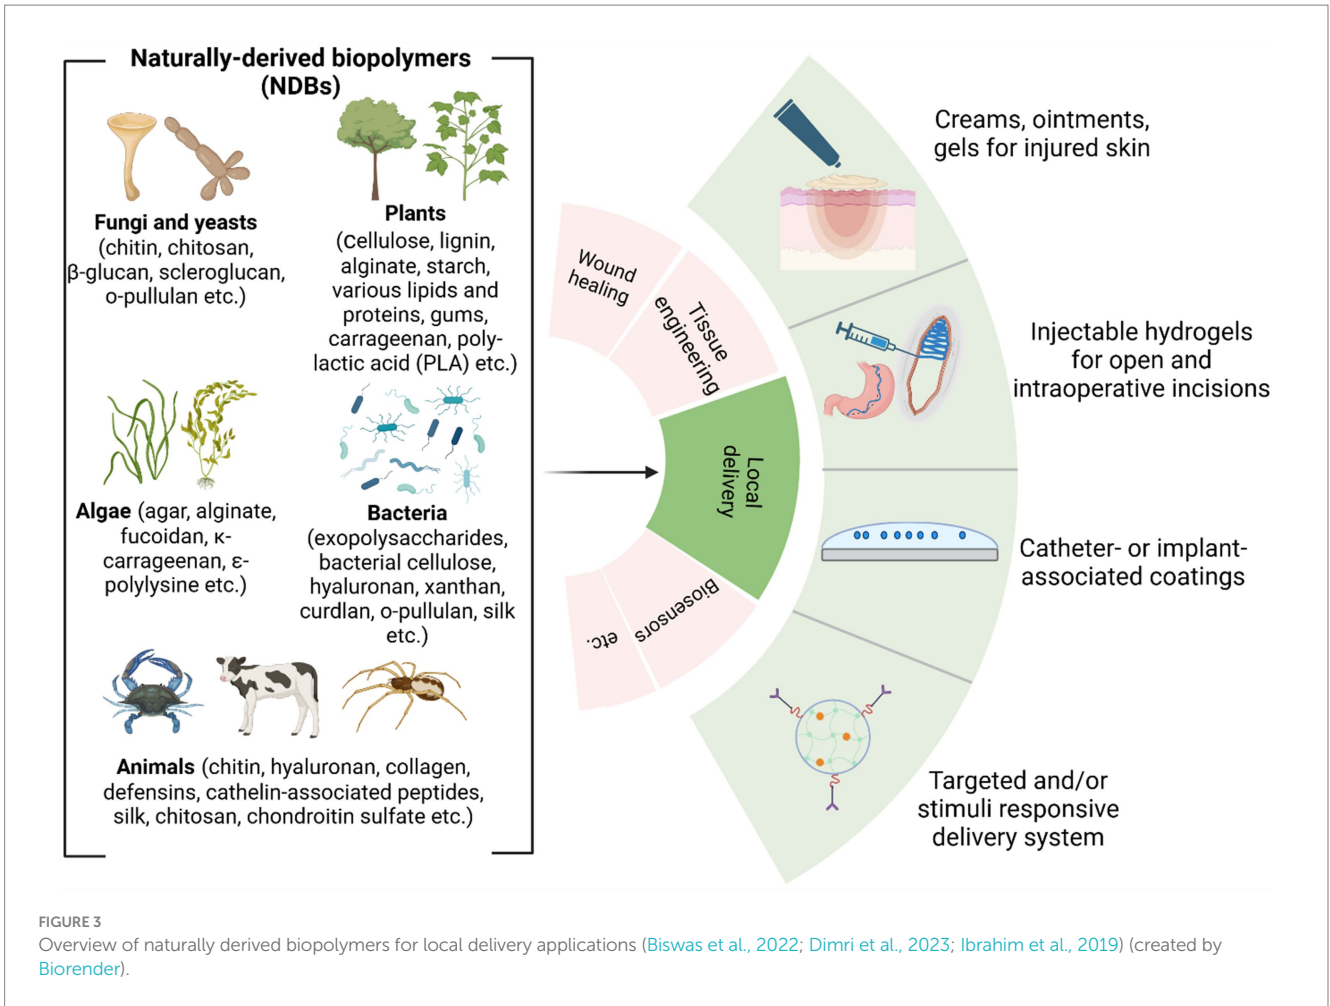 Naturally-derived biopolymers
(NDBs)
Fungi and yeasts
(chitin, chitosan,
β-glucan, scleroglucan,
o-pullulan etc.)
Plants
(Cellulose, lignin,
alginate, starch,
various lipids and
proteins, gums,
carrageenan, poly-
lactic acid (PLA) etc.)
Algae (agar, alginate,
fucoidan, κ-
carrageenan, ε-
polylysine etc.)
Bacteria
(exopolysaccharides,
bacterial cellulose,
hyaluronan, xanthan,
curdlan, o-pullulan, silk
etc.)
Animals (chitin, hyaluronan, collagen,
defensins, cathelin-associated peptides,
silk, chitosan, chondroitin sulfate etc.)
Wound
healing
Tissue
engineering
Local
delivery
Biosensors
etc.
Creams, ointments,
gels for injured skin
Injectable hydrogels
for open and
intraoperative incisions
Catheter- or implant-
associated coatings
Targeted and/or
stimuli responsive
delivery system
FIGURE 3
Overview of naturally derived biopolymers for local delivery applications (Biswas et al., 2022; Dimri et al., 2023; Ibrahim et al., 2019) (created by
Biorender).